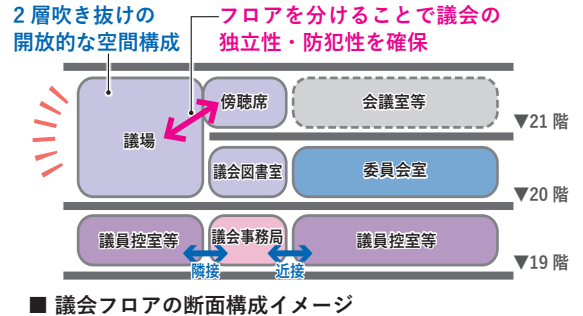 2層吹き抜けの
開放的な空間構成
フロアを分けることで議会の
独立性・防犯性を確保
議場
傍聴席
会議室等
▼21階
議会図書室
委員会室
▼20階
議員控室等
議会事務局
議員控室等
隣接
近接
▼19階
■ 議会フロアの断面構成イメージ